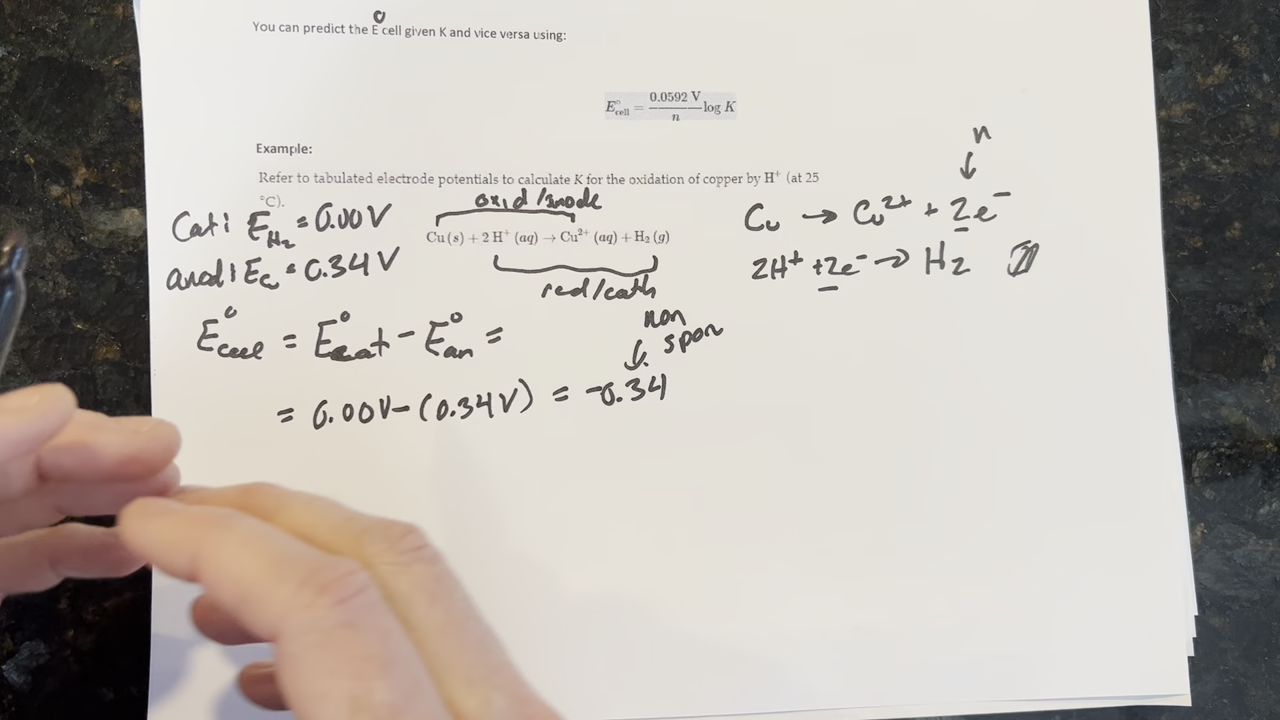 You can predict the E° cell given K and vice versa using:
E°cell = 0.0592 V / n log K
Example:
Refer to tabulated electrode potentials to calculate K for the oxidation of copper by H⁺ (at 25
°C).
oxid/anode
Cu(s) + 2 H⁺ (aq) → Cu²⁺ (aq) + H₂ (g)
red/cath
Cat: E H₂ = 0.00V
anod: E C = 0.34V
E°cell = E°cat - E°an =
= 0.00V - (0.34V) = -0.34
non
spon
n
Cu → Cu²⁺ + 2e⁻
2H⁺ + 2e⁻ → H₂